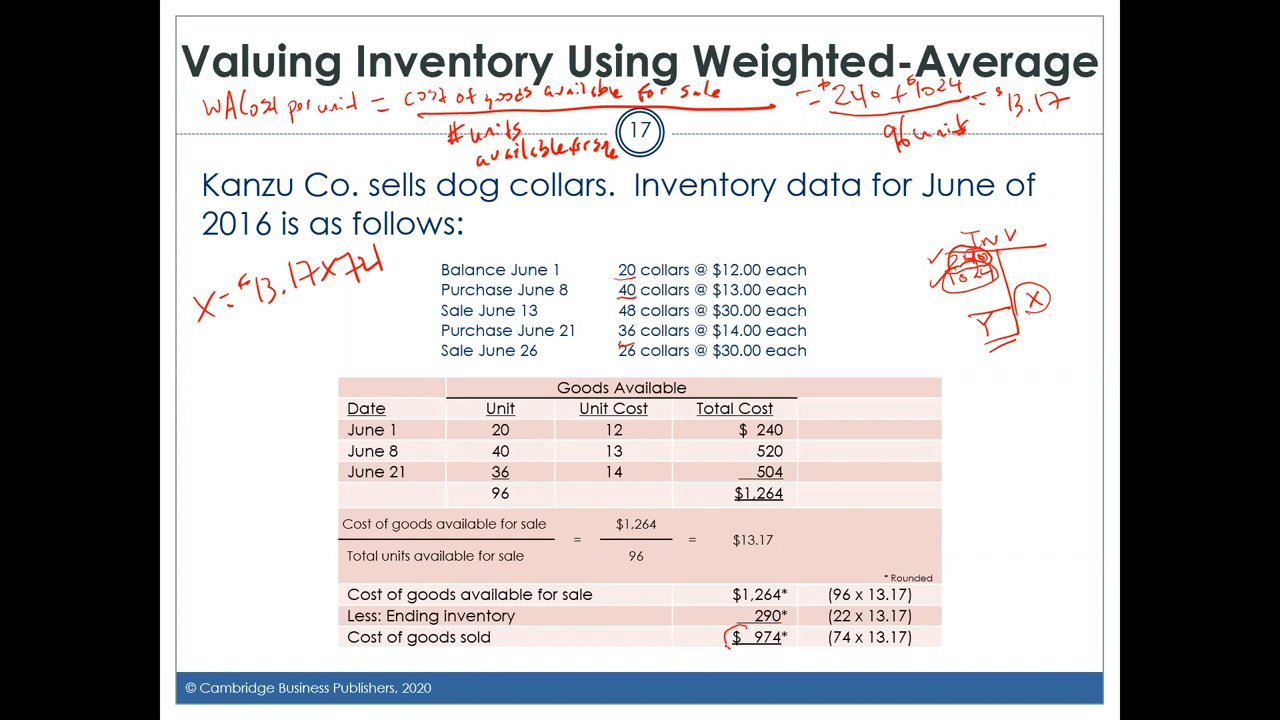 Valuing Inventory Using Weighted-Average
WA Cost per unit = cost of goods available for sale / # units available for sale = $240 + $1024 / 96 units = $13.17
17
Kanzu Co. sells dog collars. Inventory data for June of
2016 is as follows:
X = $13.17 x 74
Inv
240
1024
X
Y
Balance June 1 20 collars @ $12.00 each
Purchase June 8 40 collars @ $13.00 each
Sale June 13 48 collars @ $30.00 each
Purchase June 21 36 collars @ $14.00 each
Sale June 26 26 collars @ $30.00 each
Goods Available
Date Unit Unit Cost Total Cost
June 1 20 12 $ 240
June 8 40 13 520
June 21 36 14 504
96 $1,264
Cost of goods available for sale $1,264
= = $13.17
Total units available for sale 96
* Rounded
Cost of goods available for sale $1,264* (96 x 13.17)
Less: Ending inventory 290* (22 x 13.17)
Cost of goods sold $ 974* (74 x 13.17)
© Cambridge Business Publishers, 2020